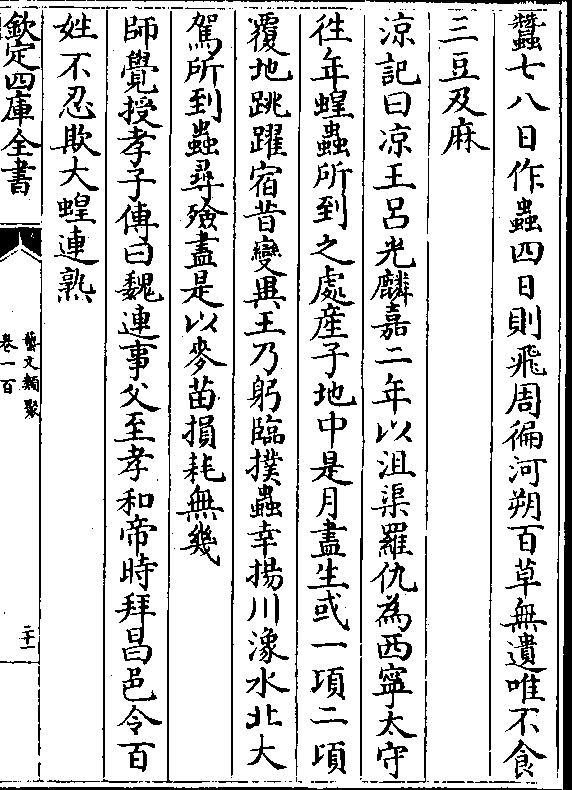 蠶七八日作蟲四日則飛周徧河朔百草無遺唯不食
三豆及麻
涼記曰涼王呂光麟嘉二年以沮渠羅仇為西寧太守
往年蝗蟲所到之處産子地中是月盡生或一頃二頃
覆地跳躍宿昔變異王乃躬臨撲蟲幸揚川漾水北大
駕所到蟲尋殮盡是以麥苗損耗無幾
師覺授孝子傳曰魏連事父至孝和帝時拜昌邑令百
姓不忍欺大蝗連熟
欽定四庫全書
藝文類聚
卷一百
二十一